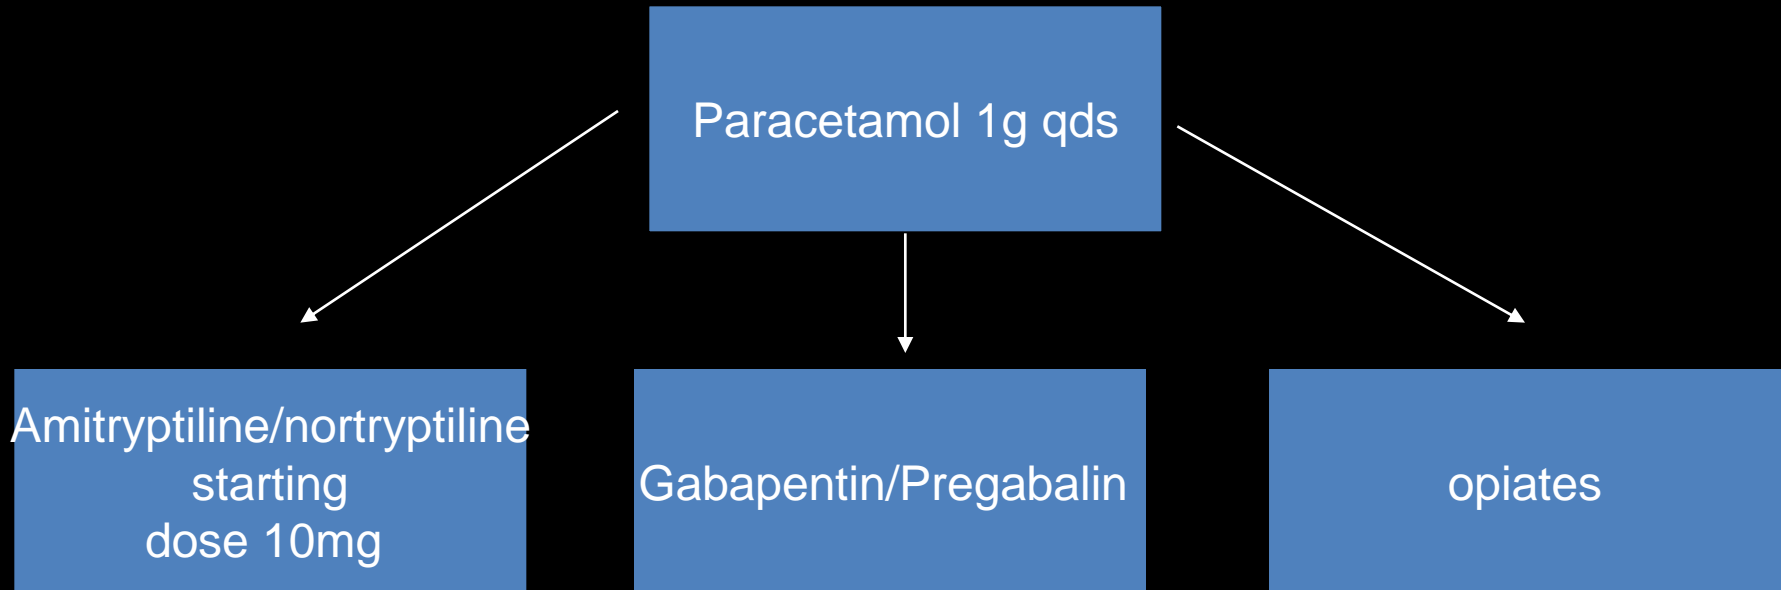 Paracetamol 1g qds
Amitryptiline/nortryptiline
starting
dose 10mg
Gabapentin/Pregabalin
opiates